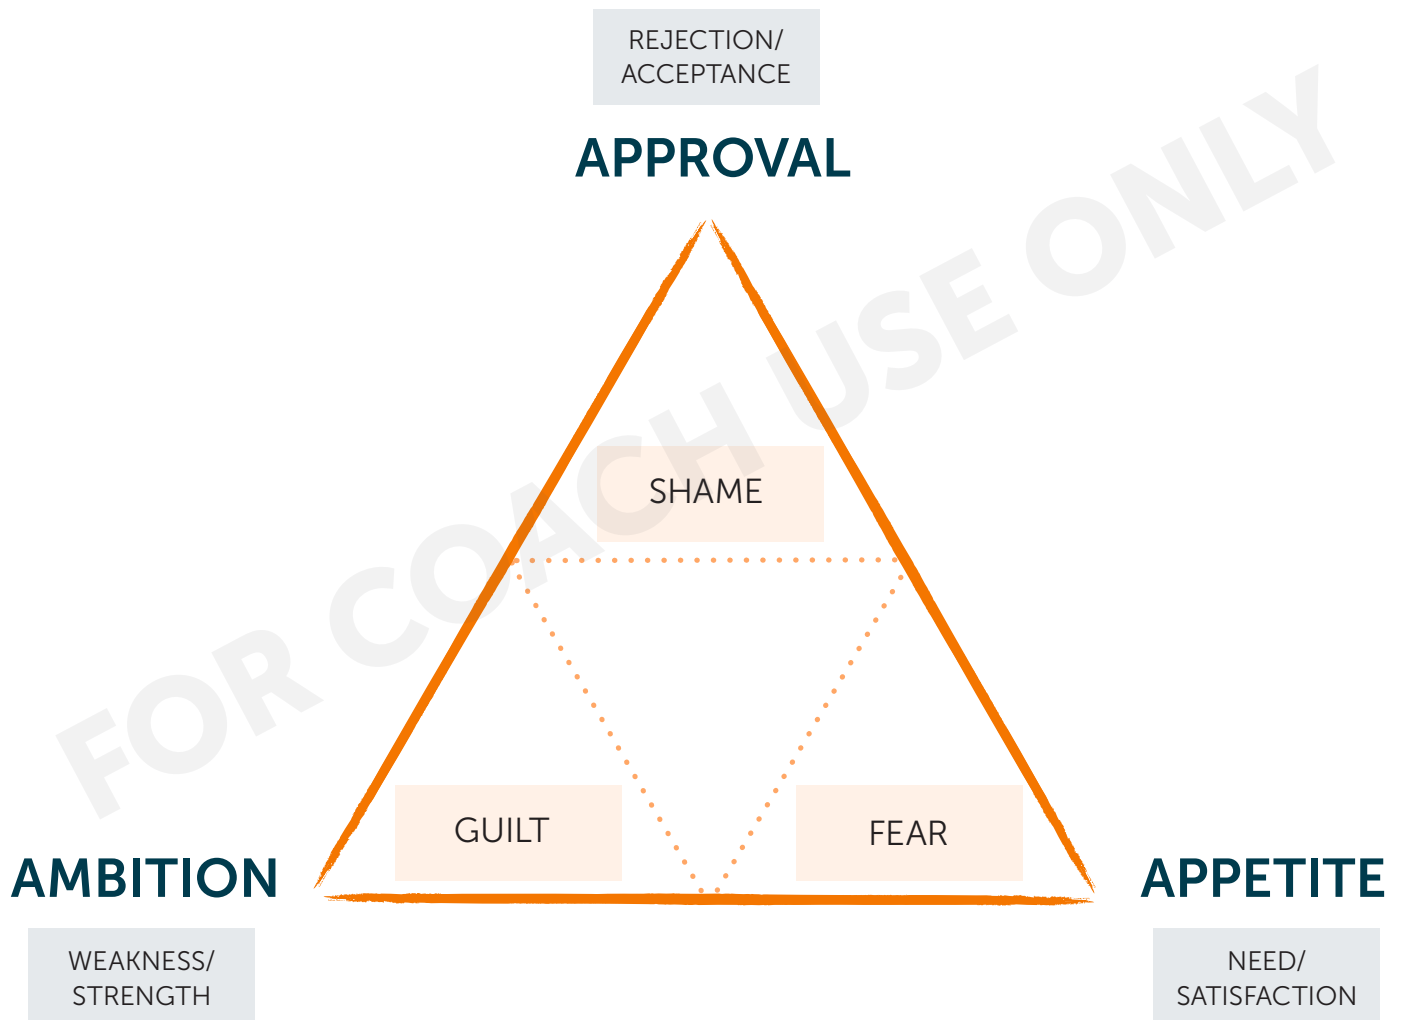 REJECTION/
ACCEPTANCE
APPROVAL
FOR COACH USE ONLY
SHAME
GUILT
FEAR
AMBITION
APPETITE
WEAKNESS/
STRENGTH
NEED/
SATISFACTION